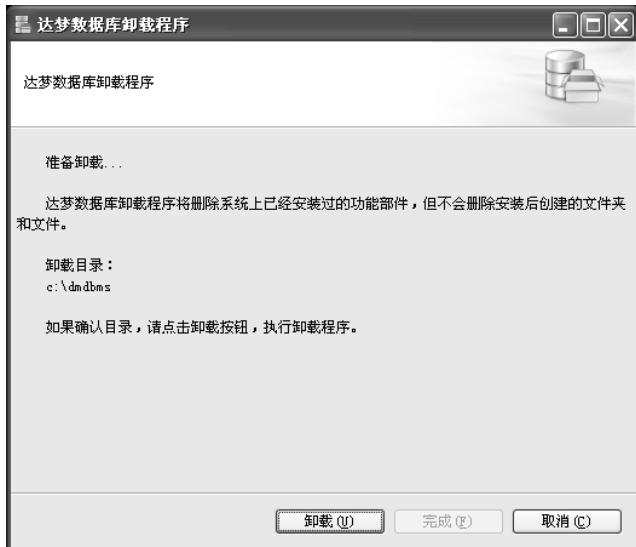 达梦数据库卸载程序
达梦数据库卸载程序
准备卸载...
达梦数据库卸载程序将删除系统上已经安装过的功能部件，但不会删除安装后创建的文件夹
和文件。
卸载目录：
c:\dmdbms
如果确认目录，请点击卸载按钮，执行卸载程序。
卸载(U) 完成(F) 取消(C)